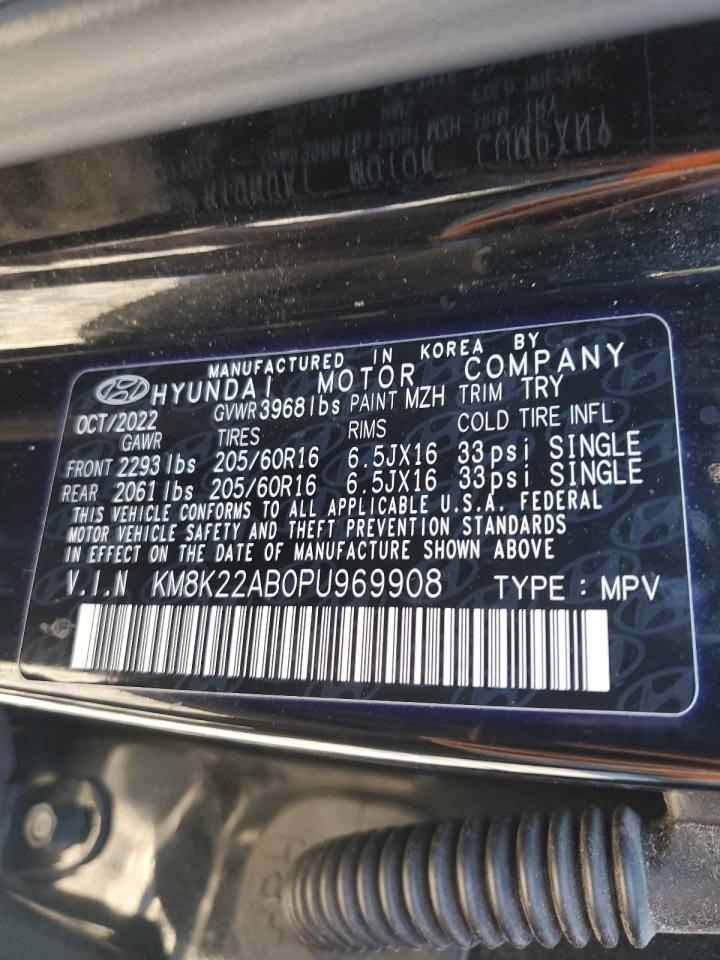 MANUFACTURED IN KOREA BY
HYUNDAI MOTOR COMPANY
OCT/2022 GVWR 3968 lbs PAINT MZH TRIM TRY
GAWR TIRES RIMS COLD TIRE INFL
FRONT 2293 lbs 205/60R16 6.5JX16 33psi SINGLE
REAR 2061 lbs 205/60R16 6.5JX16 33psi SINGLE
THIS VEHICLE CONFORMS TO ALL APPLICABLE U.S.A. FEDERAL
MOTOR VEHICLE SAFETY AND THEFT PREVENTION STANDARDS
IN EFFECT ON THE DATE OF MANUFACTURE SHOWN ABOVE
V.I.N KM8K22AB0PU969908 TYPE : MPV